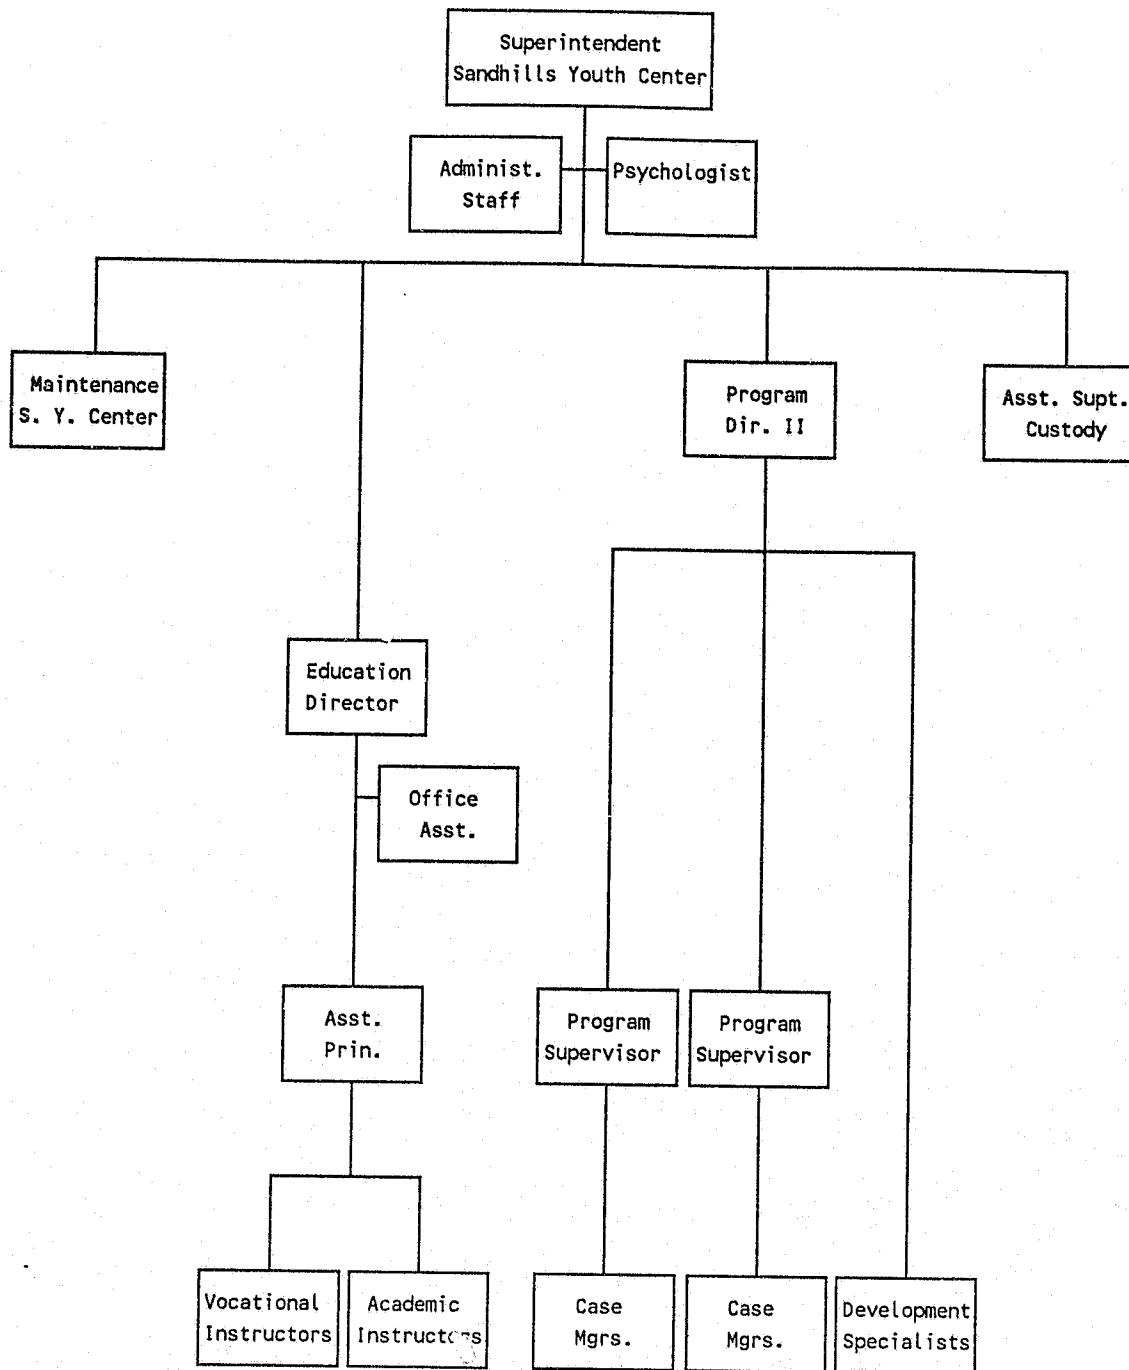 Superintendent
Sandhills Youth Center
Administ.
Staff
Psychologist
Maintenance
S. Y. Center
Program
Dir. II
Asst. Supt.
Custody
Education
Director
Office
Asst.
Asst.
Prin.
Program
Supervisor
Program
Supervisor
Vocational
Instructors
Academic
Instructors
Case
Mgrs.
Case
Mgrs.
Development
Specialists